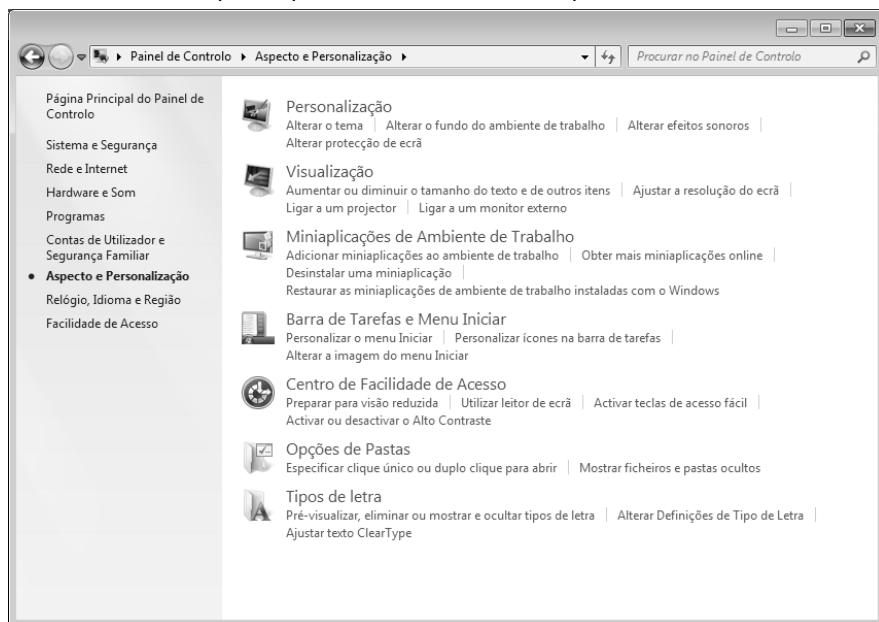 Painel de Controlo Aspecto e Personalização Procurar no Painel de Controlo
Página Principal do Painel de
Controlo
Sistema e Segurança
Rede e Internet
Hardware e Som
Programas
Contas de Utilizador e
Segurança Familiar
Aspecto e Personalização
Relógio, Idioma e Região
Facilidade de Acesso
Personalização
Alterar o tema Alterar o fundo do ambiente de trabalho Alterar efeitos sonoros
Alterar protecção de ecrã
Visualização
Aumentar ou diminuir o tamanho do texto e de outros itens Ajustar a resolução do ecrã
Ligar a um projector Ligar a um monitor externo
Miniaplicações de Ambiente de Trabalho
Adicionar miniaplicações ao ambiente de trabalho Obter mais miniaplicações online
Desinstalar uma miniaplicação
Restaurar as miniaplicações de ambiente de trabalho instaladas com o Windows
Barra de Tarefas e Menu Iniciar
Personalizar o menu Iniciar Personalizar ícones na barra de tarefas
Alterar a imagem do menu Iniciar
Centro de Facilidade de Acesso
Preparar para visão reduzida Utilizar leitor de ecrã Activar teclas de acesso fácil
Activar ou desactivar o Alto Contraste
Opções de Pastas
Especificar clique único ou duplo clique para abrir Mostrar ficheiros e pastas ocultos
Tipos de letra
Pré-visualizar, eliminar ou mostrar e ocultar tipos de letra Alterar Definições de Tipo de Letra
Ajustar texto ClearType